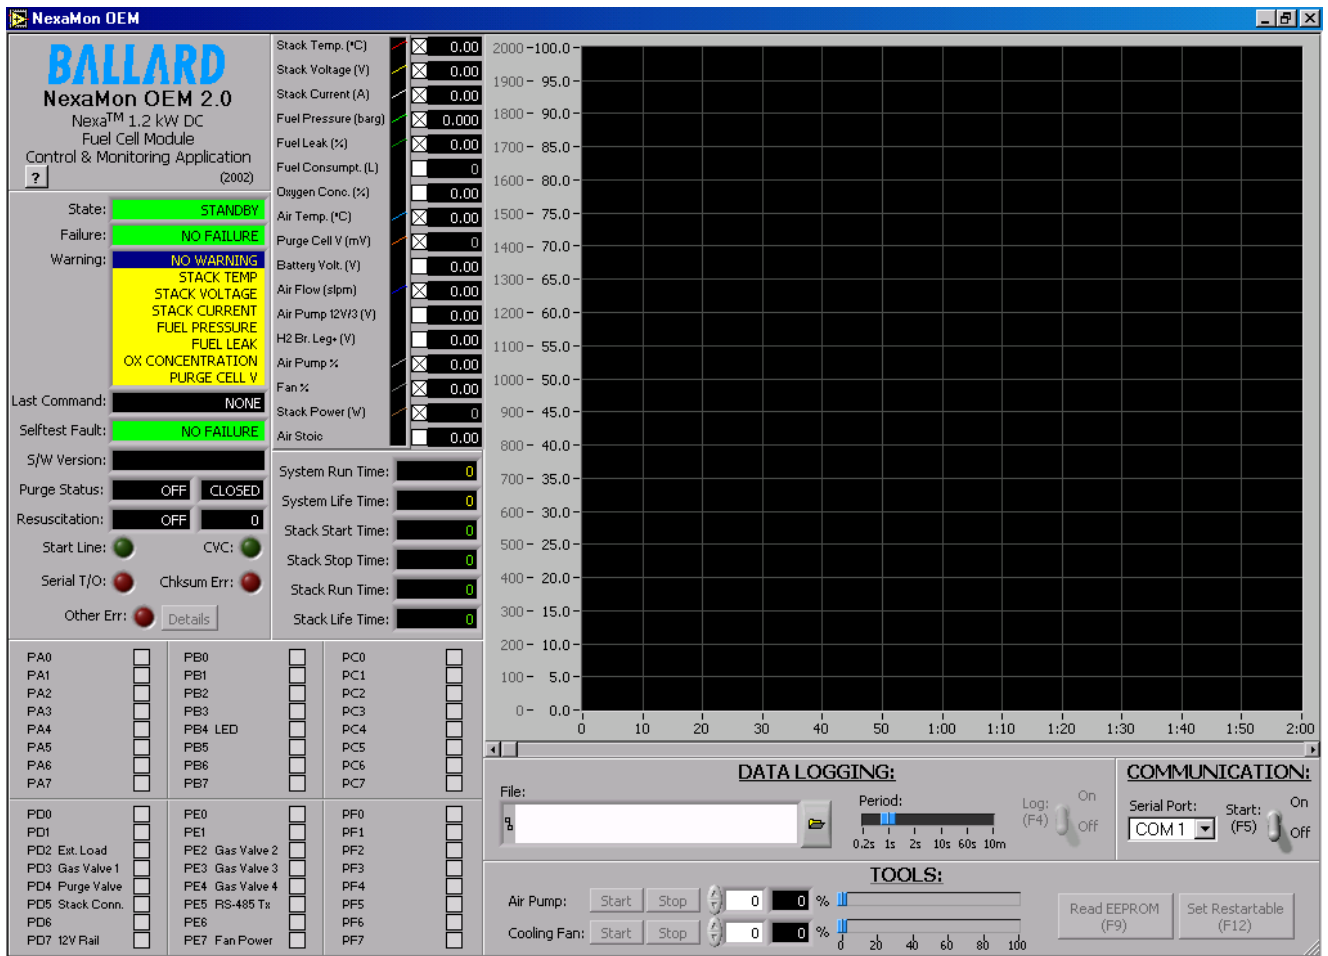 NexaMon OEM
BALLARD
NexaMon OEM 2.0
Nexa™ 1.2 kW DC
Fuel Cell Module
Control & Monitoring Application
? (2002)
State: STANDBY
Failure: NO FAILURE
Warning: NO WARNING
STACK TEMP
STACK VOLTAGE
STACK CURRENT
FUEL PRESSURE
FUEL LEAK
OX CONCENTRATION
PURGE CELL V
Last Command: NONE
Selftest Fault: NO FAILURE
S/W Version:
Purge Status: OFF CLOSED
Resuscitation: OFF 0
Start Line: CVC:
Serial T/O: Chksum Err:
Other Err: Details
Stack Temp. (°C) 0.00
Stack Voltage (V) 0.00
Stack Current (A) 0.00
Fuel Pressure (barg) 0.000
Fuel Leak (%) 0.00
Fuel Consumpt. (L) 0
Oxygen Conc. (%) 0.00
Air Temp. (°C) 0.00
Purge Cell V (mV) 0
Battery Volt. (V) 0.00
Air Flow (slpm) 0.00
Air Pump 12V/3 (V) 0.00
H2 Br. Leg+ (V) 0.00
Air Pump % 0.00
Fan % 0.00
Stack Power (W) 0
Air Stoic 0.00
System Run Time: 0
System Life Time: 0
Stack Start Time: 0
Stack Stop Time: 0
Stack Run Time: 0
Stack Life Time: 0
PA0 PB0 PC0
PA1 PB1 PC1
PA2 PB2 PC2
PA3 PB3 PC3
PA4 PB4 LED PC4
PA5 PB5 PC5
PA6 PB6 PC6
PA7 PB7 PC7
PD0 PE0 PF0
PD1 PE1 PF1
PD2 Ext. Load PE2 Gas Valve 2 PF2
PD3 Gas Valve 1 PE3 Gas Valve 3 PF3
PD4 Purge Valve PE4 Gas Valve 4 PF4
PD5 Stack Conn. PE5 RS-485 Tx PF5
PD6 PE6 PF6
PD7 12V Rail PE7 Fan Power PF7
2000 100.0
1900 95.0
1800 90.0
1700 85.0
1600 80.0
1500 75.0
1400 70.0
1300 65.0
1200 60.0
1100 55.0
1000 50.0
900 45.0
800 40.0
700 35.0
600 30.0
500 25.0
400 20.0
300 15.0
200 10.0
100 5.0
0 0.0
0 10 20 30 40 50 1:00 1:10 1:20 1:30 1:40 1:50 2:00
DATA LOGGING:
File:
Period:
0.2s 1s 2s 10s 60s 10m
Log: On
(F4) Off
COMMUNICATION:
Serial Port: Start: On
COM 1 (F5) Off
TOOLS:
Air Pump: Start Stop 0 0 %
Cooling Fan: Start Stop 0 0 %
0 20 40 60 80 100
Read EEPROM
(F9)
Set Restartable
(F12)